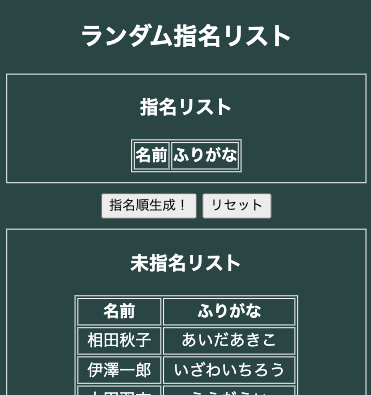 ランダム指名リスト
指名リスト
名前 ふりがな
指名順生成！ リセット
未指名リスト
名前 ふりがな
相田秋子 あいだあきこ
伊澤一郎 いざわいちろう